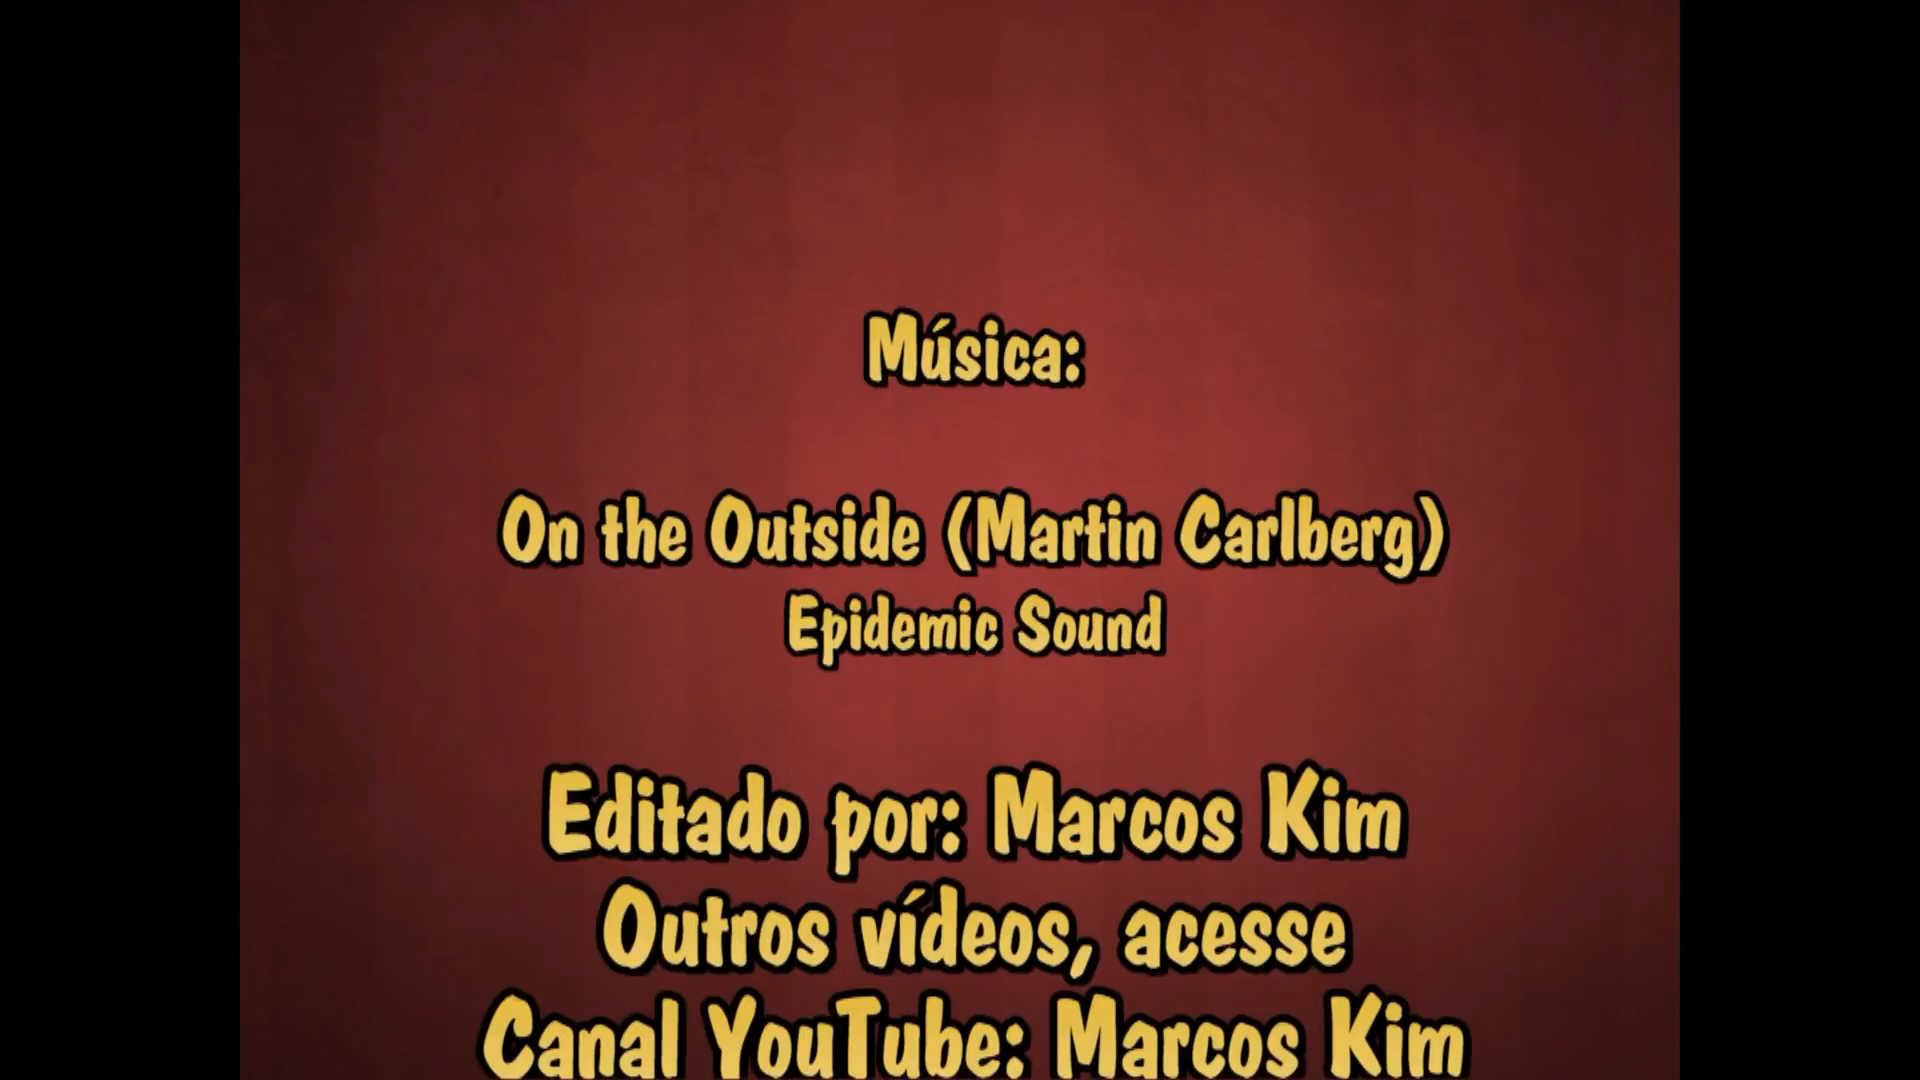 Música:
On the Outside (Martin Carlberg)
Epidemic Sound
Editado por: Marcos Kim
Outros vídeos, acesse
Canal YouTube: Marcos Kim